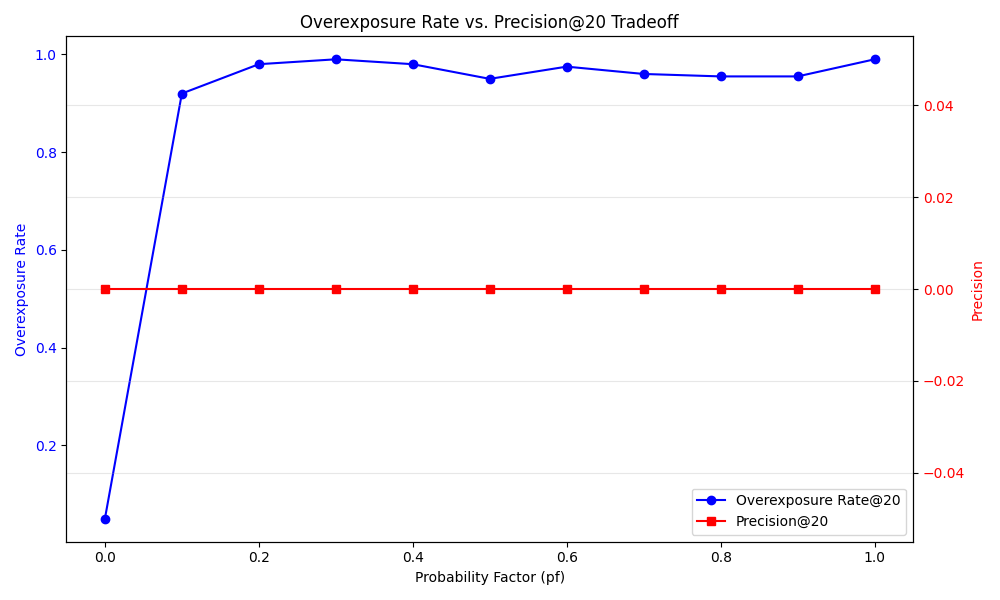 Overexposure Rate vs. Precision@20 Tradeoff
1.0
0.8
0.6
0.4
0.2
Overexposure Rate
0.04
0.02
0.00
−0.02
−0.04
Precision
Overexposure Rate@20
Precision@20
0.0 0.2 0.4 0.6 0.8 1.0
Probability Factor (pf)